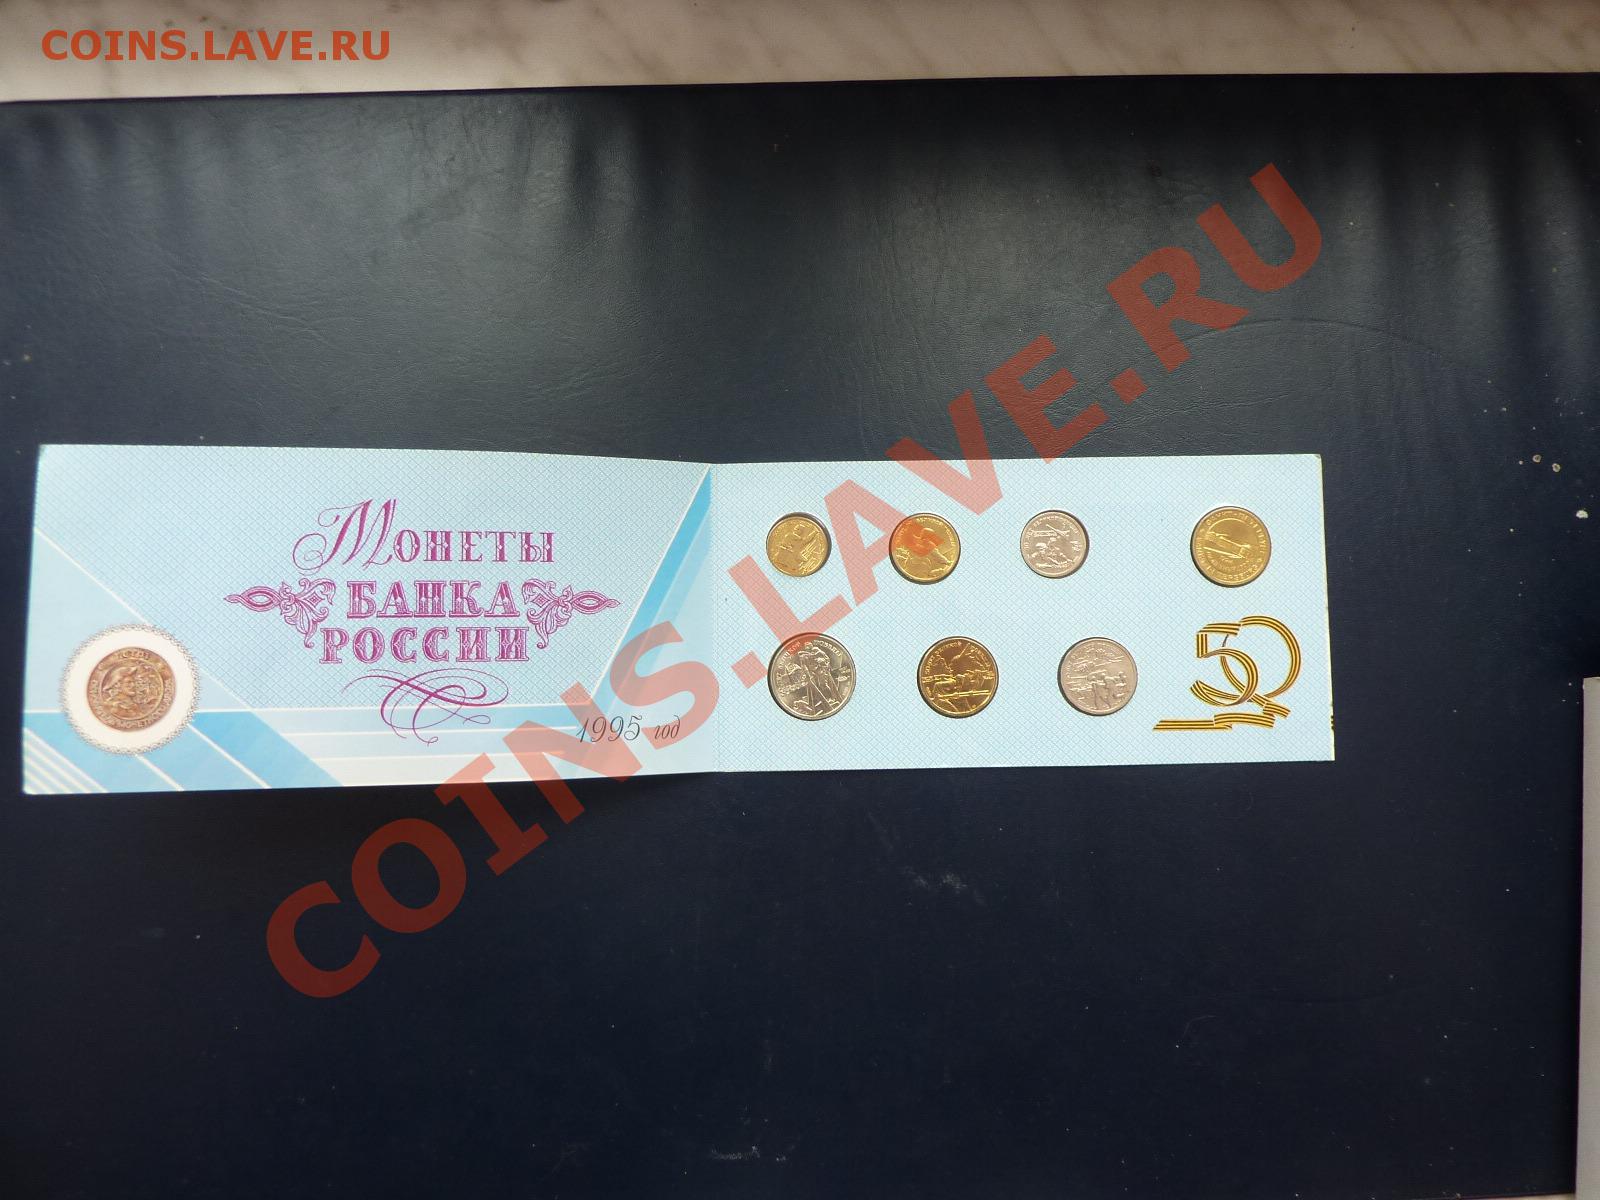 COINS.LAVE.RU
COINS.LAVE.RU
Монеты
БАНКА
РОССИИ
1995 год
50